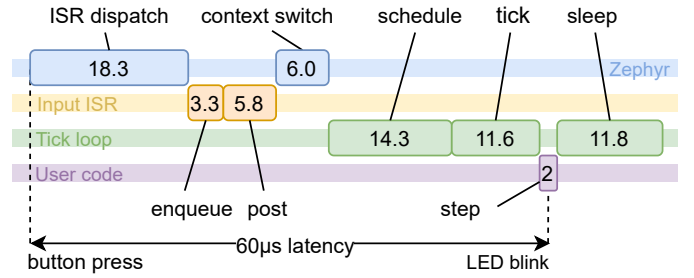 ISR dispatch context switch schedule tick sleep
18.3 6.0 Zephyr
Input ISR 3.3 5.8
Tick loop 14.3 11.6 11.8
User code 2
enqueue post step
60μs latency
button press LED blink